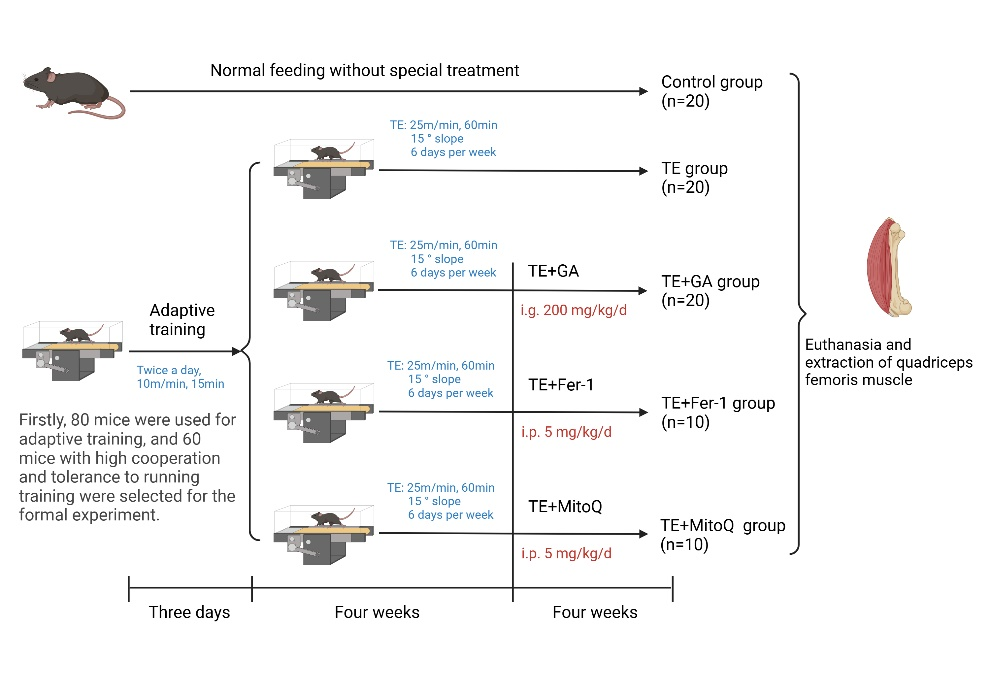 Normal feeding without special treatment
Control group
(n=20)
TE: 25m/min, 60min
15 ° slope
6 days per week
TE group
(n=20)
TE: 25m/min, 60min
15 ° slope
6 days per week
TE+GA
i.g. 200 mg/kg/d
TE+GA group
(n=20)
Adaptive
training
Twice a day,
10m/min, 15min
Firstly, 80 mice were used for
adaptive training, and 60
mice with high cooperation
and tolerance to running
training were selected for the
formal experiment.
TE: 25m/min, 60min
15 ° slope
6 days per week
TE+Fer-1
i.p. 5 mg/kg/d
TE+Fer-1 group
(n=10)
TE: 25m/min, 60min
15 ° slope
6 days per week
TE+MitoQ
i.p. 5 mg/kg/d
TE+MitoQ group
(n=10)
Euthanasia and
extraction of quadriceps
femoris muscle
Three days
Four weeks
Four weeks